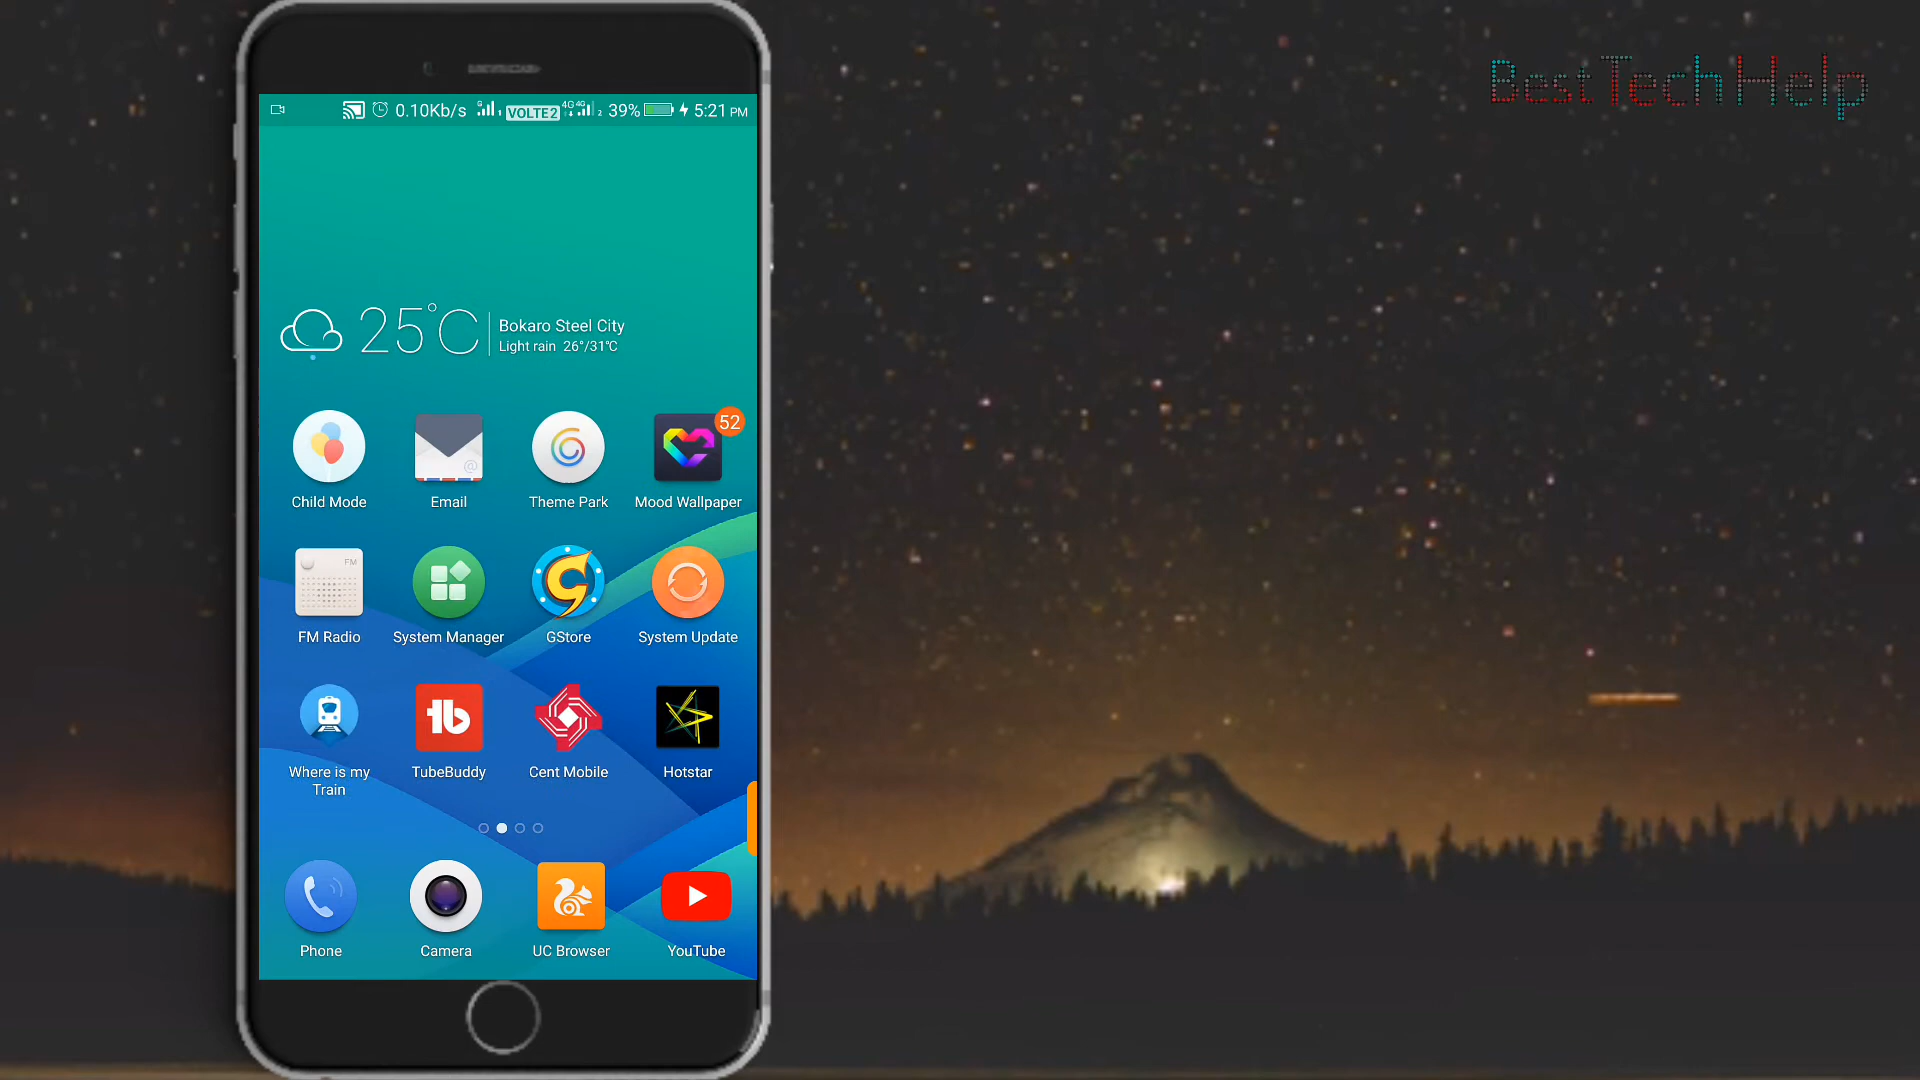 BestTechHelp
0.10Kb/s VOLTE2 4G 4G 39% 5:21 PM
25°C
Bokaro Steel City
Light rain 26°/31°C
52
Child Mode Email Theme Park Mood Wallpaper
FM
FM Radio System Manager GStore System Update
Where is my Train TubeBuddy Cent Mobile Hotstar
Phone Camera UC Browser YouTube